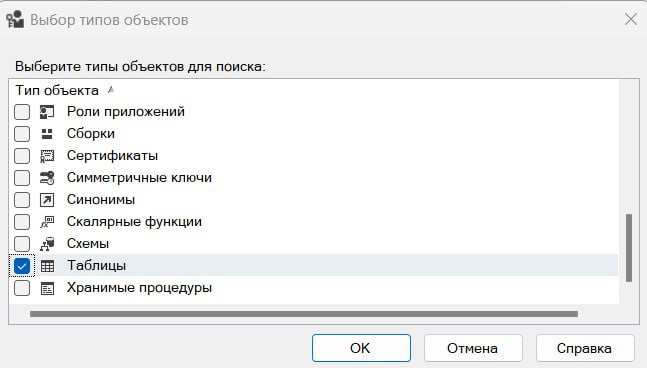 Выбор типов объектов
Выберите типы объектов для поиска:
Тип объекта
Роли приложений
Сборки
Сертификаты
Симметричные ключи
Синонимы
Скалярные функции
Схемы
Таблицы
Хранимые процедуры
OK
Отмена
Справка